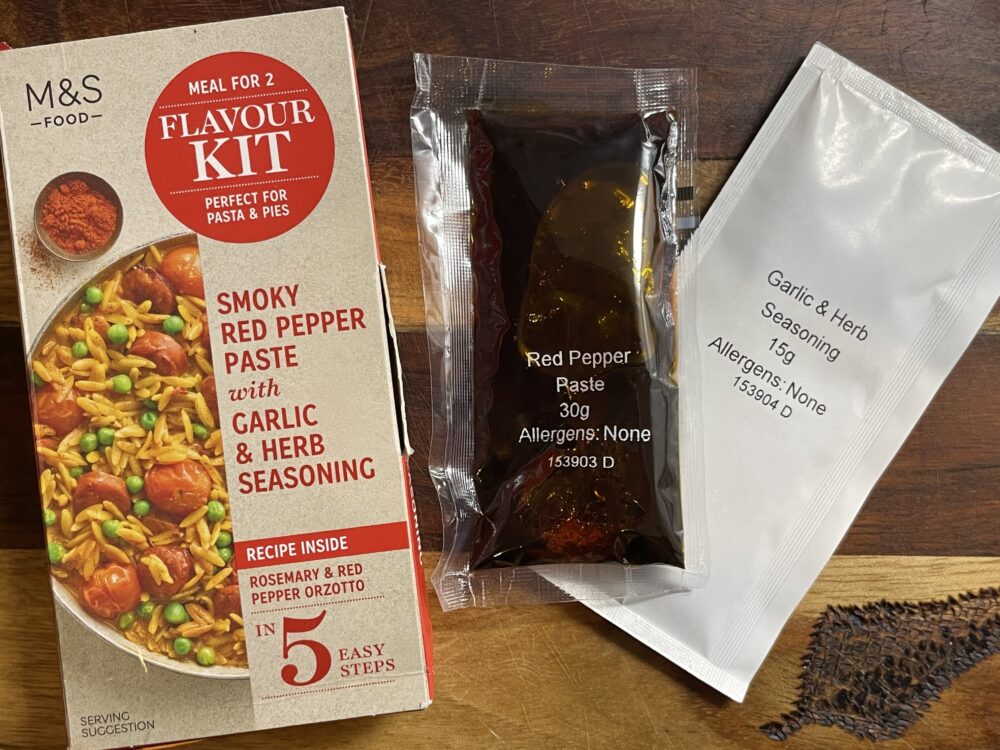 M&S
FOOD
MEAL FOR 2
FLAVOUR
KIT
PERFECT FOR
PASTA & PIES
SMOKY
RED PEPPER
PASTE
with
GARLIC
& HERB
SEASONING
RECIPE INSIDE
ROSEMARY & RED
PEPPER ORZOTTO
IN 5 EASY
STEPS
SERVING
SUGGESTION
Red Pepper
Paste
30g
Allergens: None
153903 D
Garlic & Herb
Seasoning
15g
Allergens: None
153904 D